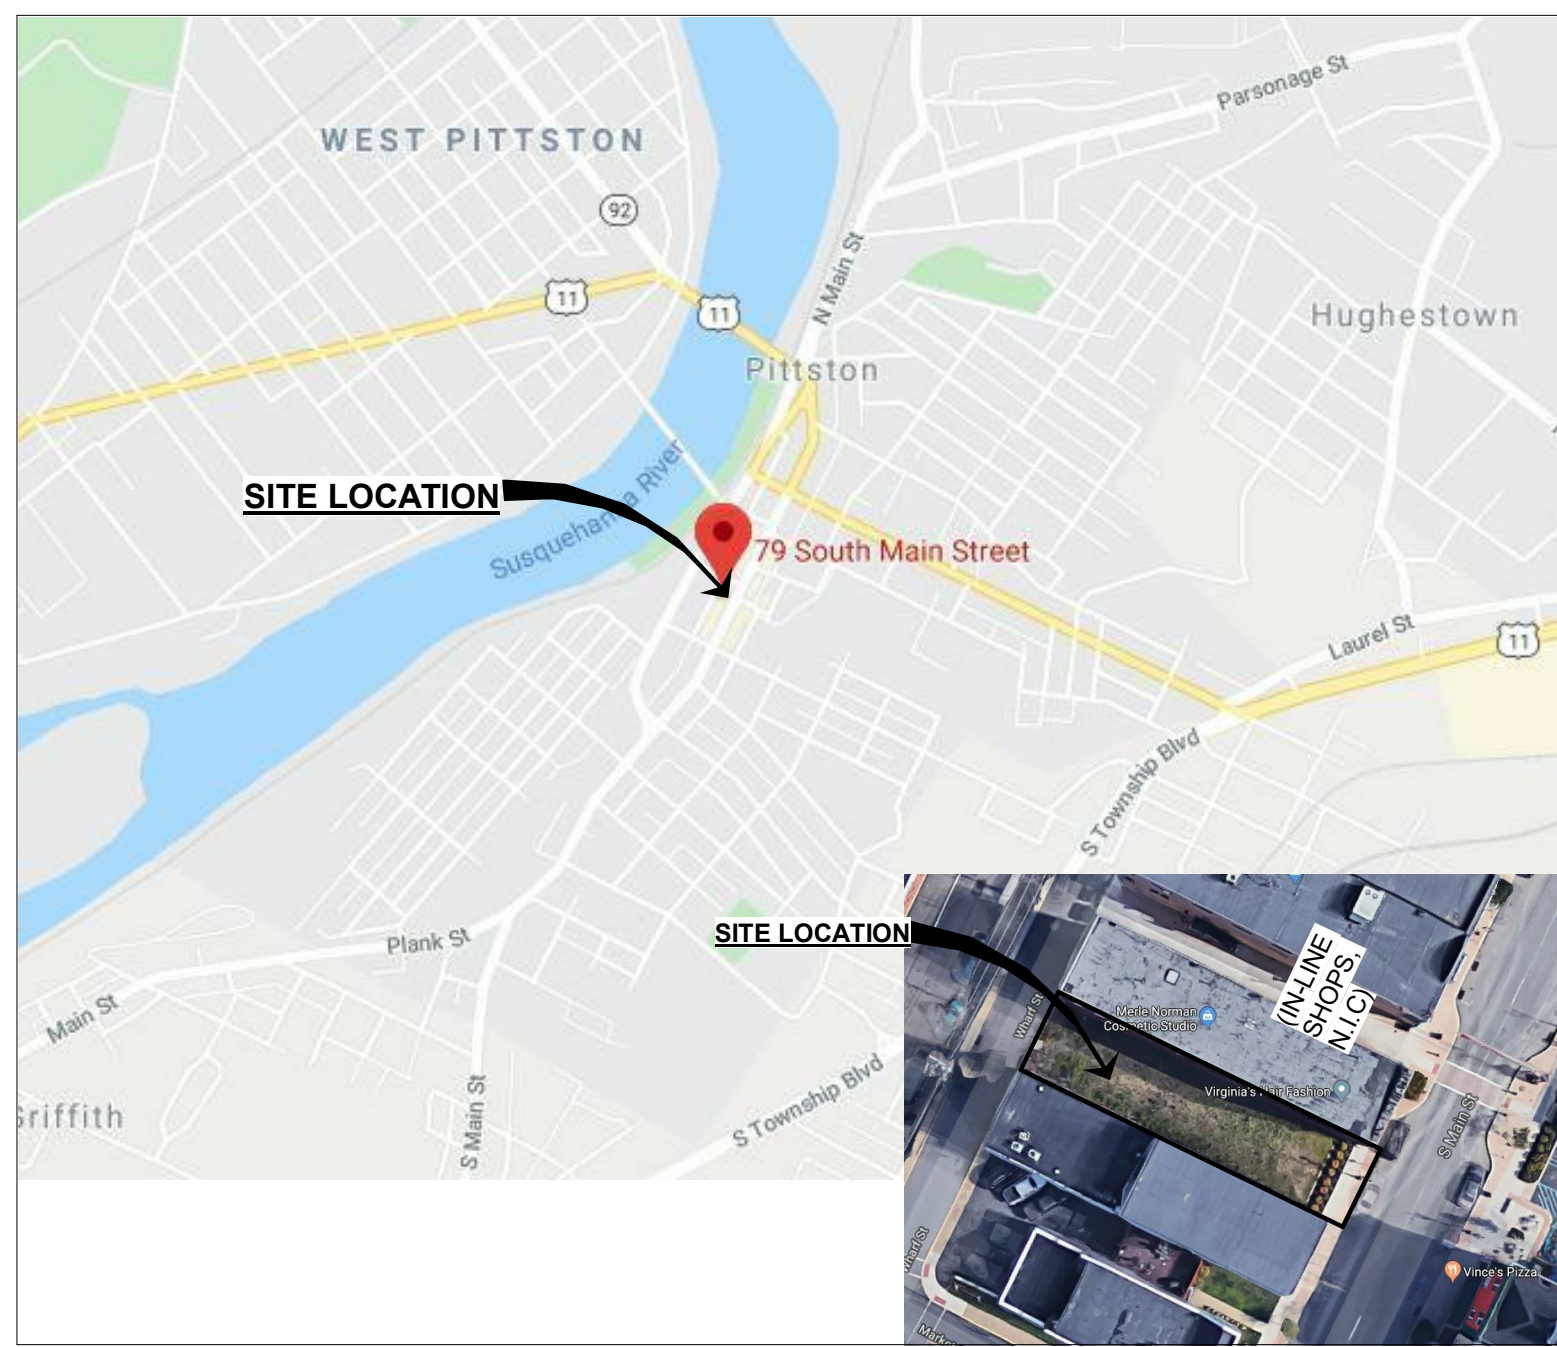 Parsonage St
WEST PITTSTON
92
11
11
N Main St
Hughestown
Pittston
SITE LOCATION
Susquehanna River
79 South Main Street
Laurel St
11
S Township Blvd
Plank St
Main St
Griffith
S Main St
S Township Blvd
SITE LOCATION
(IN-LINE
SHOPS,
N.I.C)
Wharf St
Merle Norman
Cosmetic Studio
Virginia's Hair Fashion
S Main St
Wharf St
Vince's Pizza